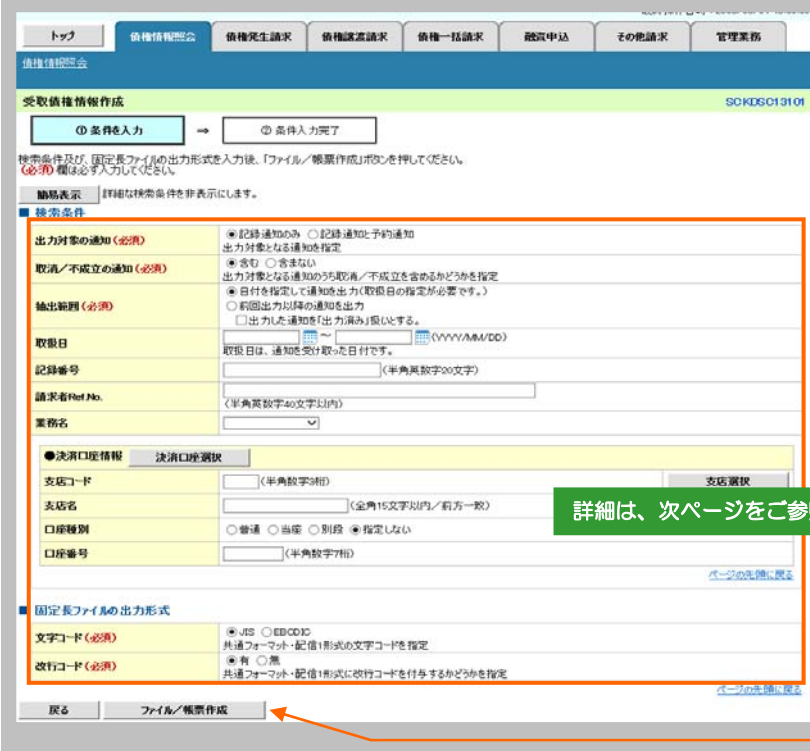 トップ 債権情報照会 債権発生請求 債権譲渡請求 債権一括請求 融資申込 その他請求 管理業務
債権情報照会
受取債権情報作成 SCKDSC13101
① 条件を入力 ⇒ ② 条件入力完了
検索条件及び、固定長ファイルの出力形式を入力後、「ファイル／帳票作成」ボタンを押してください。
(必須)欄は必ず入力してください。
簡易表示 詳細な検索条件を非表示にします。
■ 検索条件
出力対象の通知(必須) ◉記録通知のみ ○記録通知と予約通知
出力対象となる通知を指定
取消／不成立の通知(必須) ◉含む ○含まない
出力対象となる通知のうち取消／不成立を含めるかどうかを指定
抽出範囲(必須) ◉日付を指定して通知を出力(取扱日の指定が必要です。)
○前回出力以降の通知を出力
□出力した通知を「出力済み」扱いとする。
取扱日 ～ (YYYY/MM/DD)
取扱日は、通知を受け取った日付です。
記録番号 (半角英数字20文字)
請求者Ref.No.
(半角英数字40文字以内)
業務名
●決済口座情報 決済口座選択
支店コード (半角数字3桁) 支店選択
支店名 (全角15文字以内／前方一致)
詳細は、次ページをご参
口座種別 ○普通 ○当座 ○別段 ◉指定しない
口座番号 (半角数字7桁)
ページの先頭に戻る
■ 固定長ファイルの出力形式
文字コード(必須) ◉JIS ○EBCDIC
共通フォーマット・配信1形式の文字コードを指定
改行コード(必須) ◉有 ○無
共通フォーマット・配信1形式に改行コードを付与するかどうかを指定
ページの先頭に戻る
戻る ファイル／帳票作成